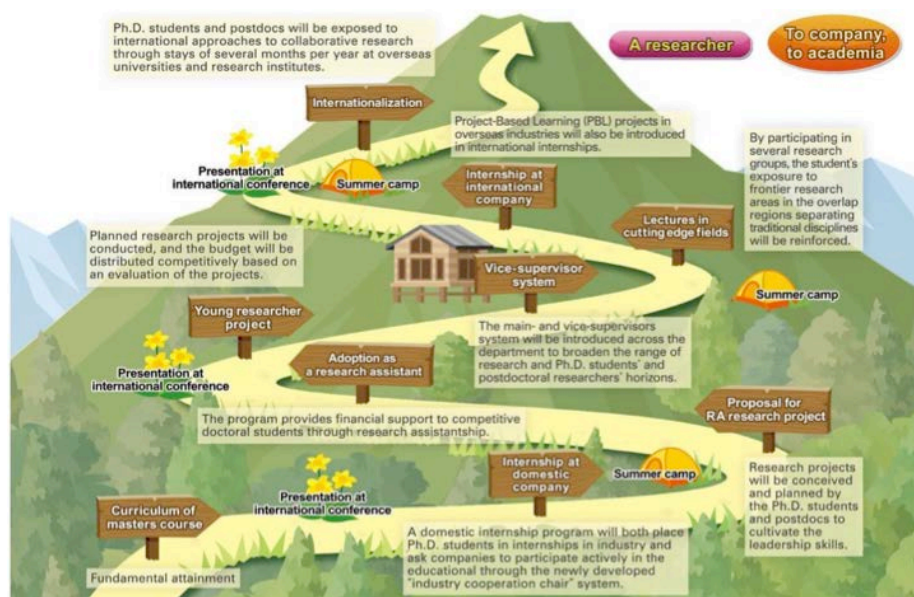 Ph.D. students and postdocs will be exposed to
international approaches to collaborative research
through stays of several months per year at overseas
universities and research institutes.
A researcher
To company,
to academia
Internationalization
Project-Based Learning (PBL) projects in
overseas industries will also be introduced
in international internships.
By participating in
several research
groups, the student's
exposure to
frontier research
areas in the overlap
regions separating
traditional disciplines
will be reinforced.
Presentation at
international conference
Summer camp
Internship at
international
company
Lectures in
cutting edge fields
Planned research projects will be
conducted, and the budget will be
distributed competitively based on
an evaluation of the projects.
Vice-supervisor
system
Summer camp
Young researcher
project
The main- and vice-supervisors
system will be introduced across the
department to broaden the range of
research and Ph.D. students' and
postdoctoral researchers' horizons.
Presentation at
international conference
Adoption as
a research assistant
Proposal for
RA research project
The program provides financial support to competitive
doctoral students through research assistantship.
Internship at
domestic
company
Summer camp
Research projects
will be conceived
and planned by
the Ph.D. students
and postdocs to
cultivate the
leadership skills.
Presentation at
international conference
Curriculum of
masters course
A domestic internship program will both place
Ph.D. students in internships in industry and
ask companies to participate actively in the
educational through the newly developed
"industry cooperation chair" system.
Fundamental attainment